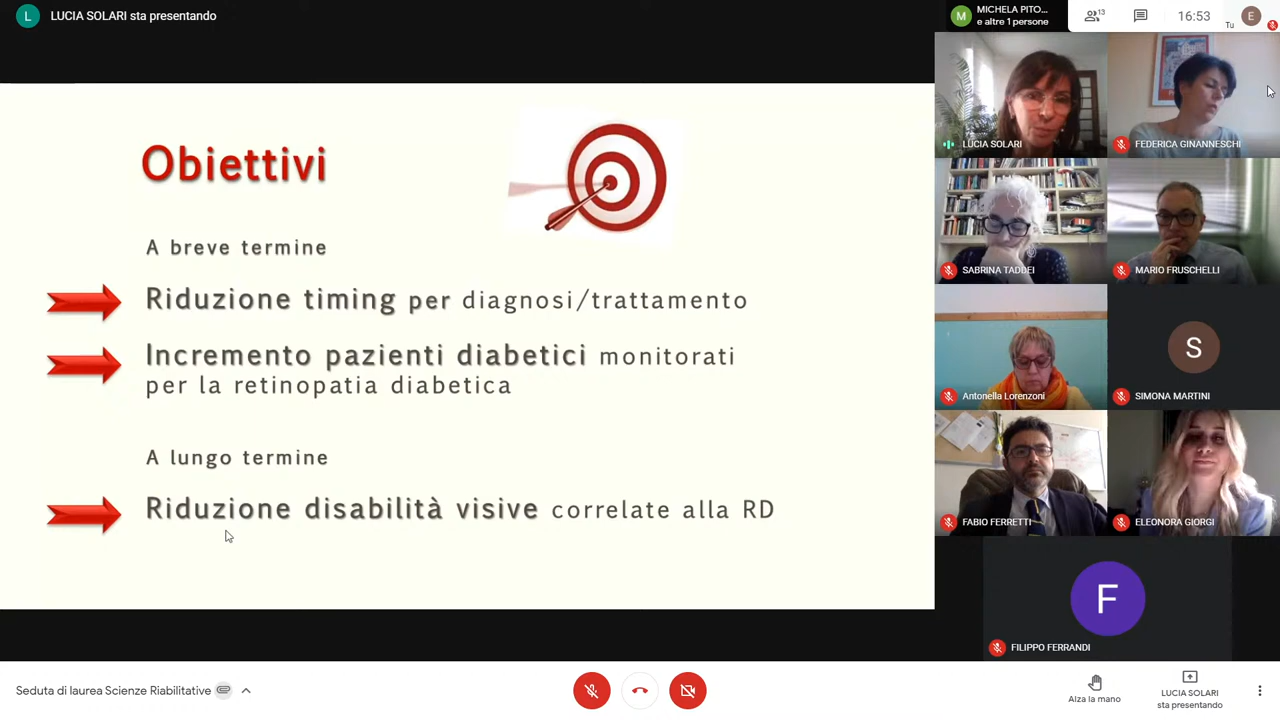 L LUCIA SOLARI sta presentando
M MICHELA PITO...
e altre 1 persone
13
16:53
Tu
E
Obiettivi
A breve termine
Riduzione timing per diagnosi/trattamento
Incremento pazienti diabetici monitorati
per la retinopatia diabetica
A lungo termine
Riduzione disabilità visive correlate alla RD
LUCIA SOLARI
FEDERICA GINANNESCHI
SABRINA TADDEI
MARIO FRUSCHELLI
Antonella Lorenzoni
S
SIMONA MARTINI
FABIO FERRETTI
ELEONORA GIORGI
F
FILIPPO FERRANDI
Seduta di laurea Scienze Riabilitative
Alza la mano
LUCIA SOLARI
sta presentando